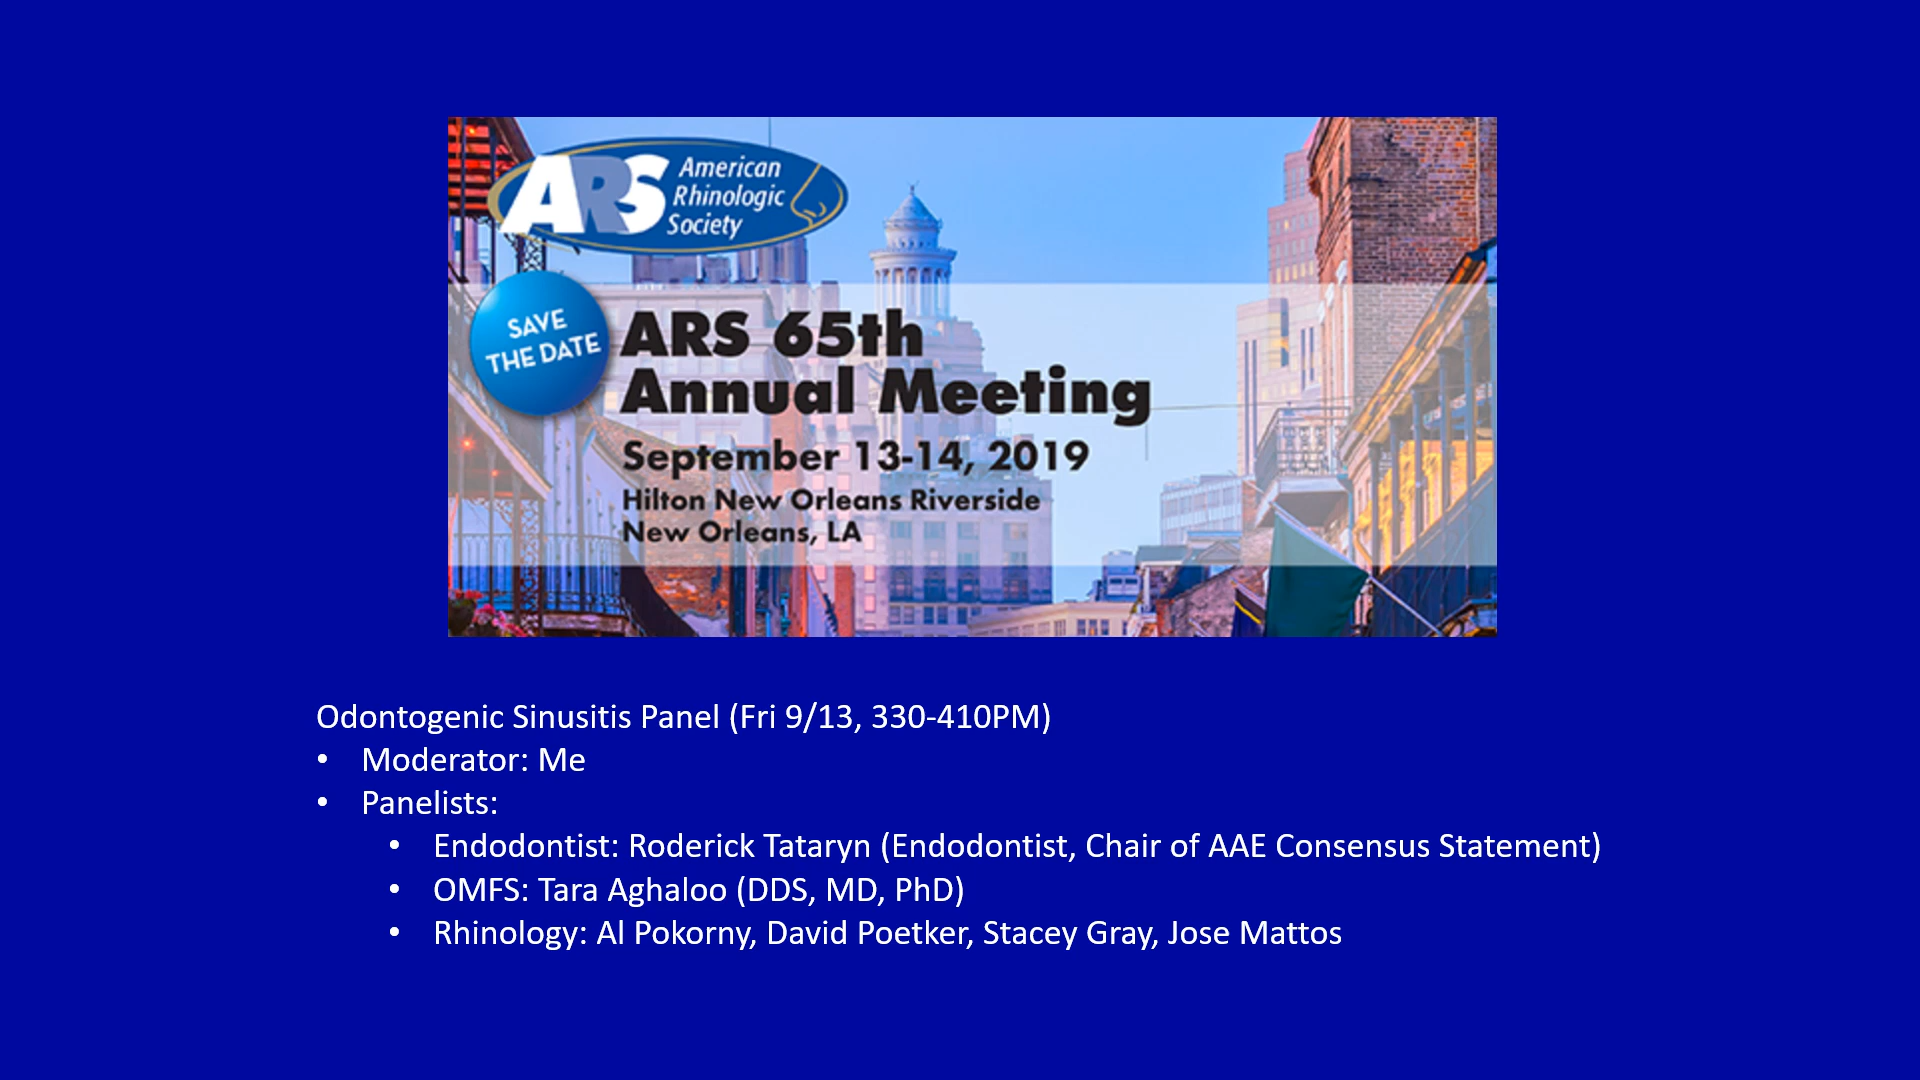 ARS American
Rhinologic
Society
SAVE
THE DATE
ARS 65th
Annual Meeting
September 13-14, 2019
Hilton New Orleans Riverside
New Orleans, LA
Odontogenic Sinusitis Panel (Fri 9/13, 330-410PM)
• Moderator: Me
• Panelists:
• Endodontist: Roderick Tataryn (Endodontist, Chair of AAE Consensus Statement)
• OMFS: Tara Aghaloo (DDS, MD, PhD)
• Rhinology: Al Pokorny, David Poetker, Stacey Gray, Jose Mattos